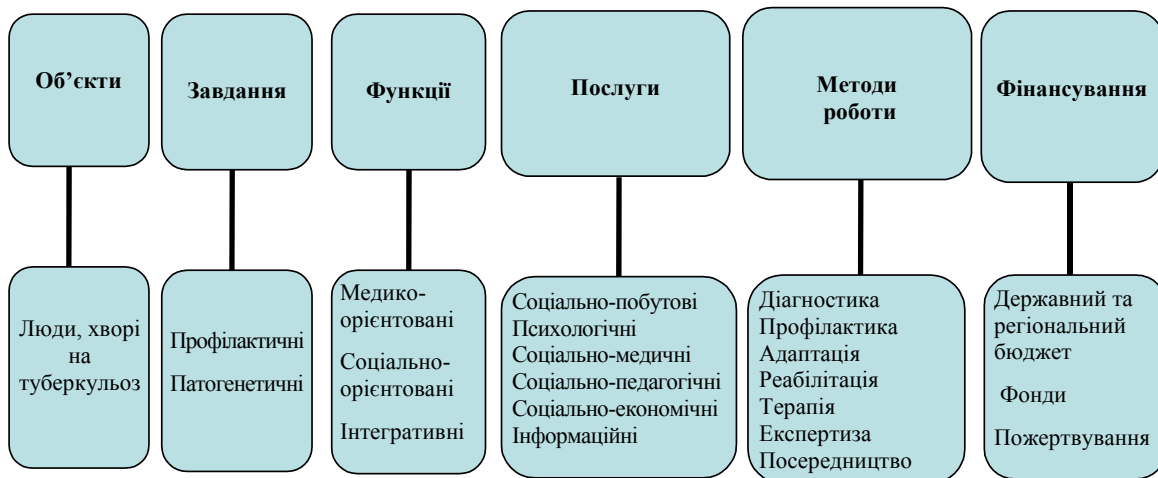 Об’єкти
Завдання
Функції
Послуги
Методи
роботи
Фінансування
Люди, хворі
на
туберкульоз
Профілактичні
Патогенетичні
Медико-
орієнтовані
Соціально-
орієнтовані
Інтегративні
Соціально-побутові
Психологічні
Соціально-медичні
Соціально-педагогічні
Соціально-економічні
Інформаційні
Діагностика
Профілактика
Адаптація
Реабілітація
Терапія
Експертиза
Посередництво
Державний та
регіональний
бюджет
Фонди
Пожертвування